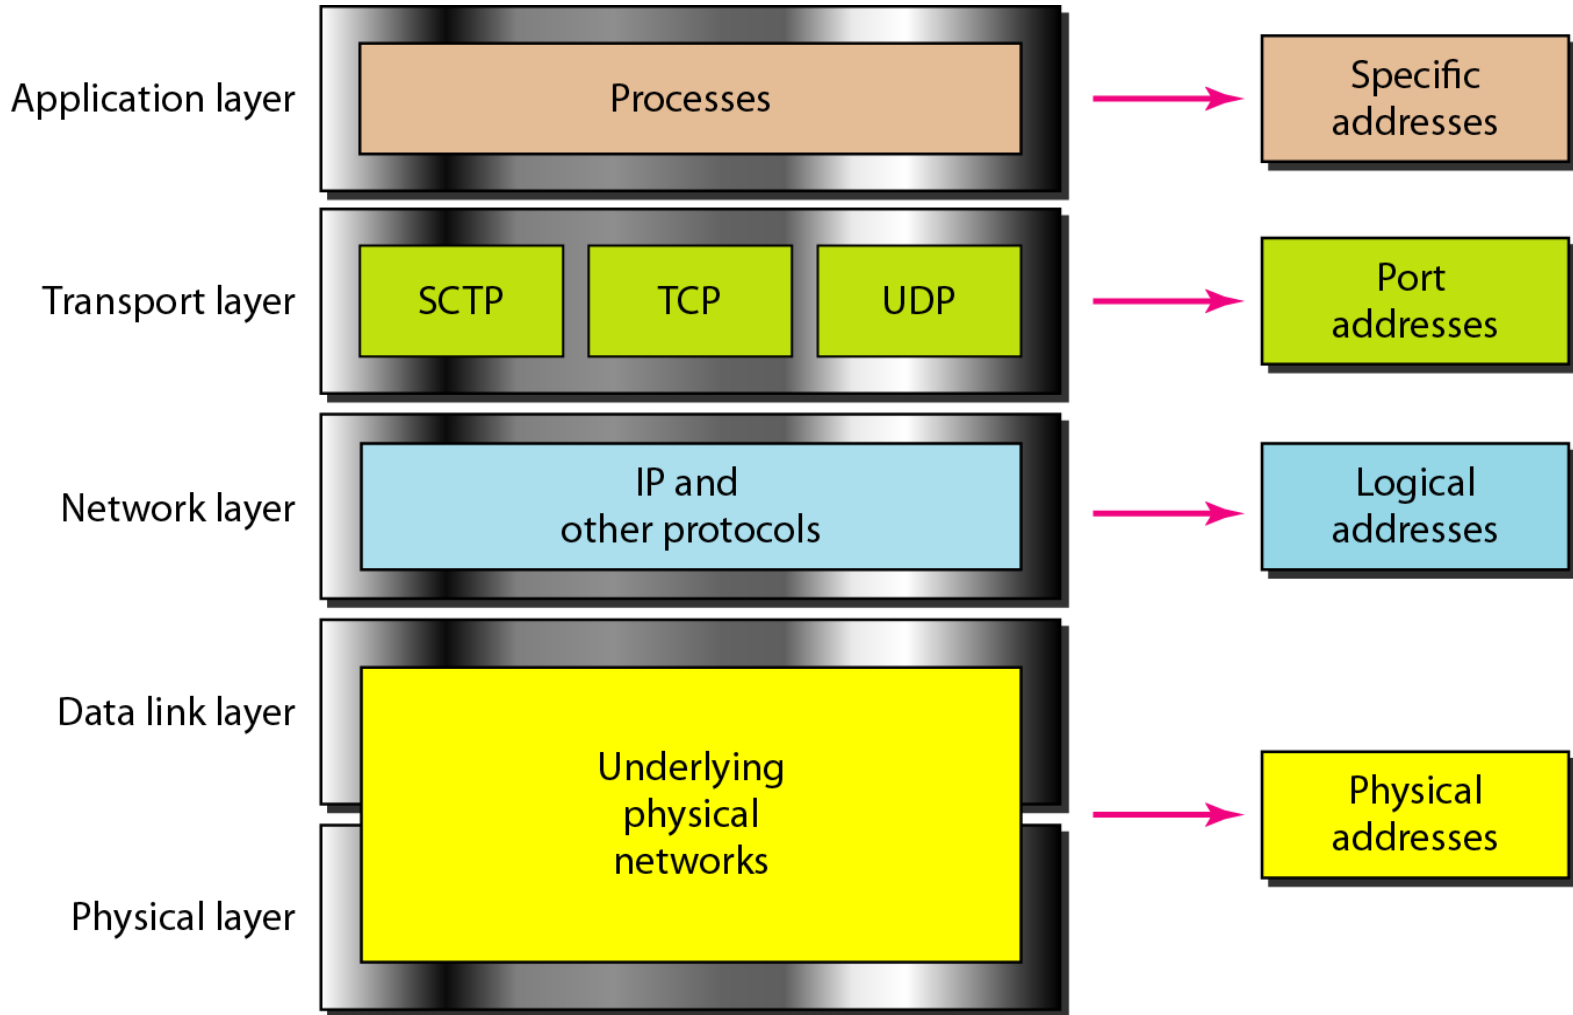 Application layer
Processes
Specific
addresses
Transport layer
SCTP
TCP
UDP
Port
addresses
Network layer
IP and
other protocols
Logical
addresses
Data link layer
Underlying
physical
networks
Physical
addresses
Physical layer